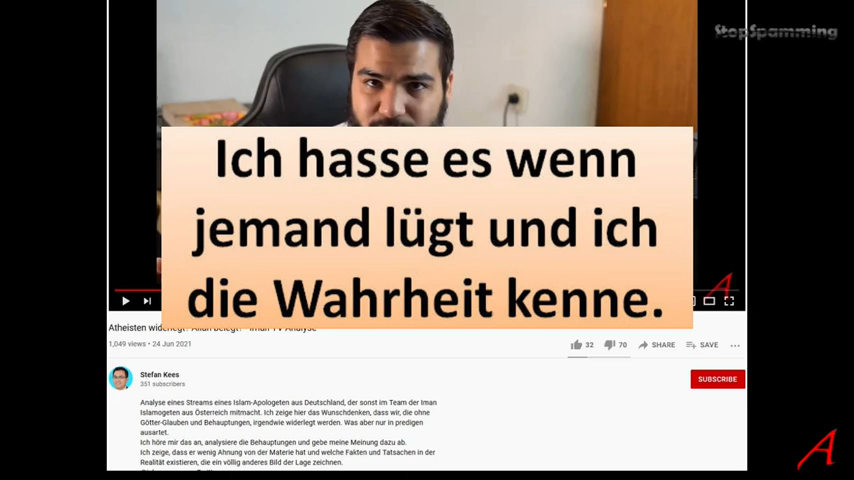 StopSpamming
Ich hasse es wenn
jemand lügt und ich
die Wahrheit kenne.
A
1,049 views • 24 Jun 2021
32
70
SHARE
SAVE
Stefan Kees
351 subscribers
SUBSCRIBE
Analyse eines Streams eines Islam-Apologeten aus Deutschland, der sonst im Team der Iman
Islamogeten aus Österreich mitmacht. Ich zeige hier das Wunschdenken, dass wir, die ohne
Götter-Glauben und Behauptungen, irgendwie widerlegt werden. Was aber nur in predigen
ausartet.
Ich höre mir das an, analysiere die Behauptungen und gebe meine Meinung dazu ab.
Ich zeige, dass er wenig Ahnung von der Materie hat und welche Fakten und Tatsachen in der
Realität existieren, die ein völlig anderes Bild der Lage zeichnen.
A